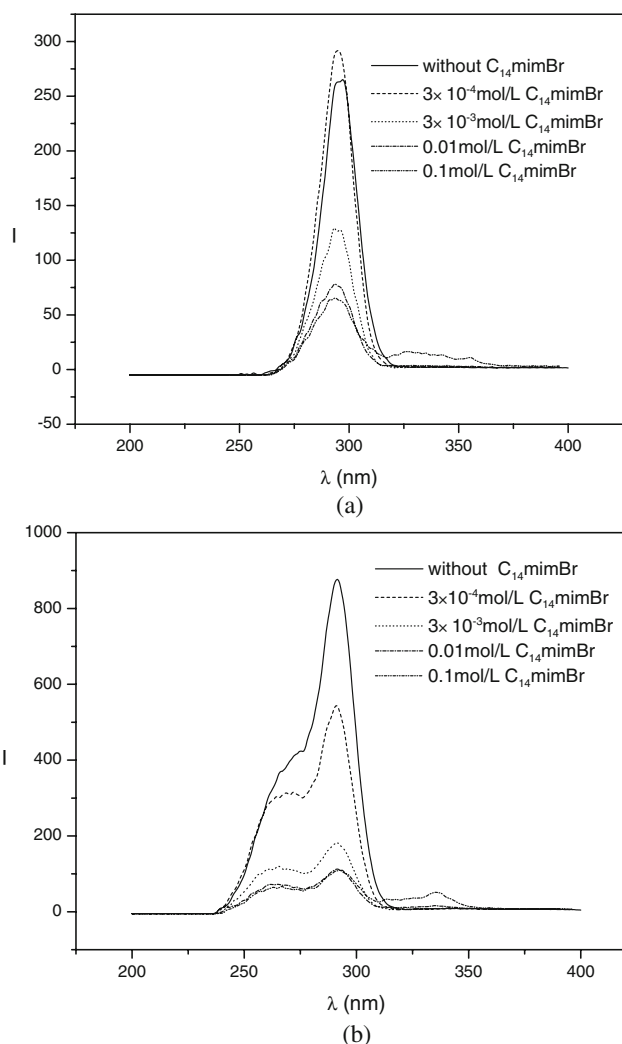 300
250
200
150
100
50
0
-50
I
without C₁₄mimBr
3× 10⁻⁴mol/L C₁₄mimBr
3× 10⁻³mol/L C₁₄mimBr
0.01mol/L C₁₄mimBr
0.1mol/L C₁₄mimBr
200 250 300 350 400
λ (nm)
(a)
1000
800
600
400
200
0
I
without C₁₄mimBr
3×10⁻⁴mol/L C₁₄mimBr
3× 10⁻³mol/L C₁₄mimBr
0.01mol/L C₁₄mimBr
0.1mol/L C₁₄mimBr
200 250 300 350 400
λ (nm)
(b)